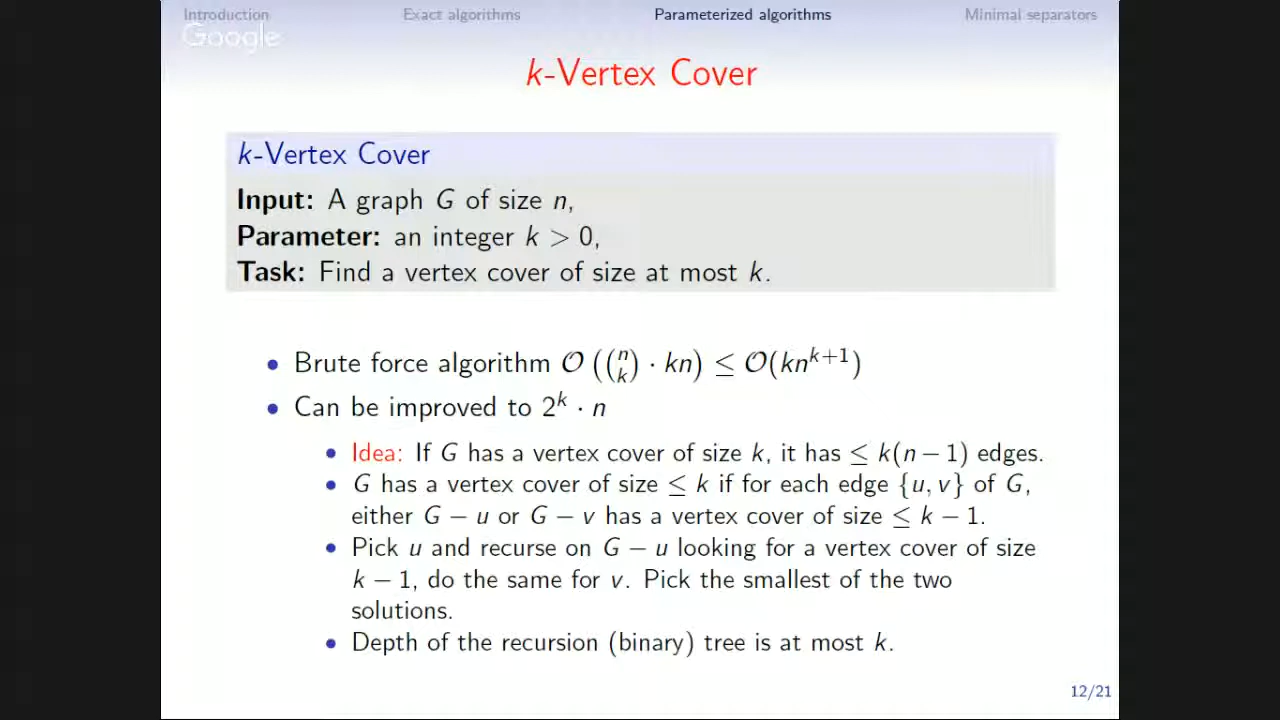 Introduction Exact algorithms Parameterized algorithms Minimal separators
Google
k-Vertex Cover
k-Vertex Cover
Input: A graph G of size n,
Parameter: an integer k > 0,
Task: Find a vertex cover of size at most k.
• Brute force algorithm 𝒪 ((n k) · kn) ≤ 𝒪(kn^{k+1})
• Can be improved to 2^k · n
• Idea: If G has a vertex cover of size k, it has ≤ k(n − 1) edges.
• G has a vertex cover of size ≤ k if for each edge {u, v} of G,
either G − u or G − v has a vertex cover of size ≤ k − 1.
• Pick u and recurse on G − u looking for a vertex cover of size
k − 1, do the same for v. Pick the smallest of the two
solutions.
• Depth of the recursion (binary) tree is at most k.
12/21